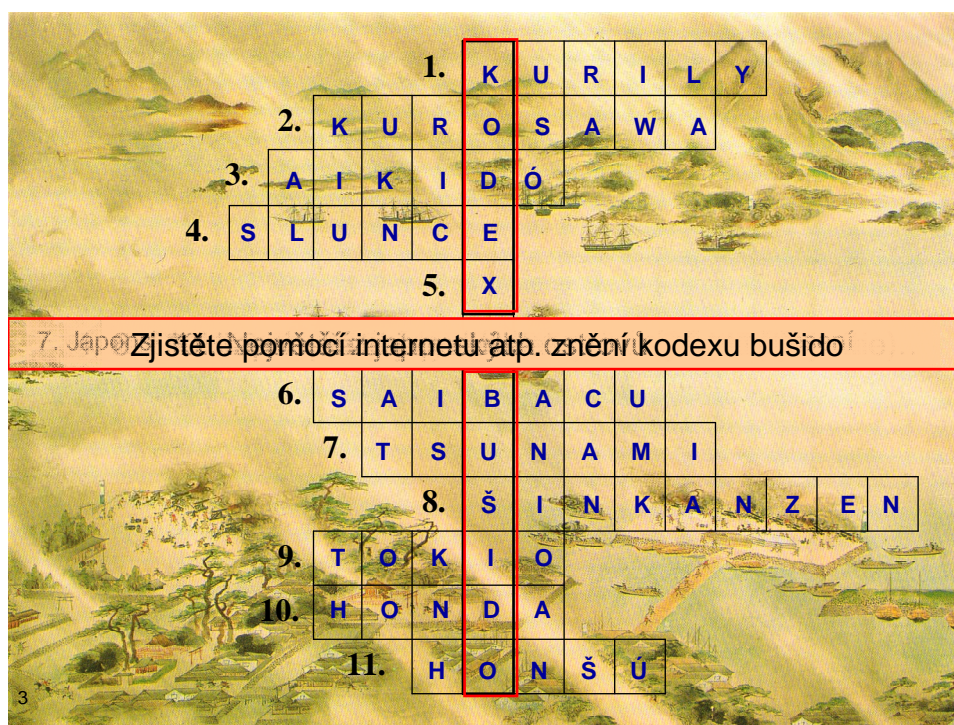 1. KURILY
2. KUROSAWA
3. AIKIDÓ
4. SLUNCE
5. X
Zjistěte pomocí internetu atp. znění kodexu bušido
6. SAIBACU
7. TSUNAMI
8. ŠINKANZEN
9. TOKIO
10. HONDA
11. HONŠÚ
3